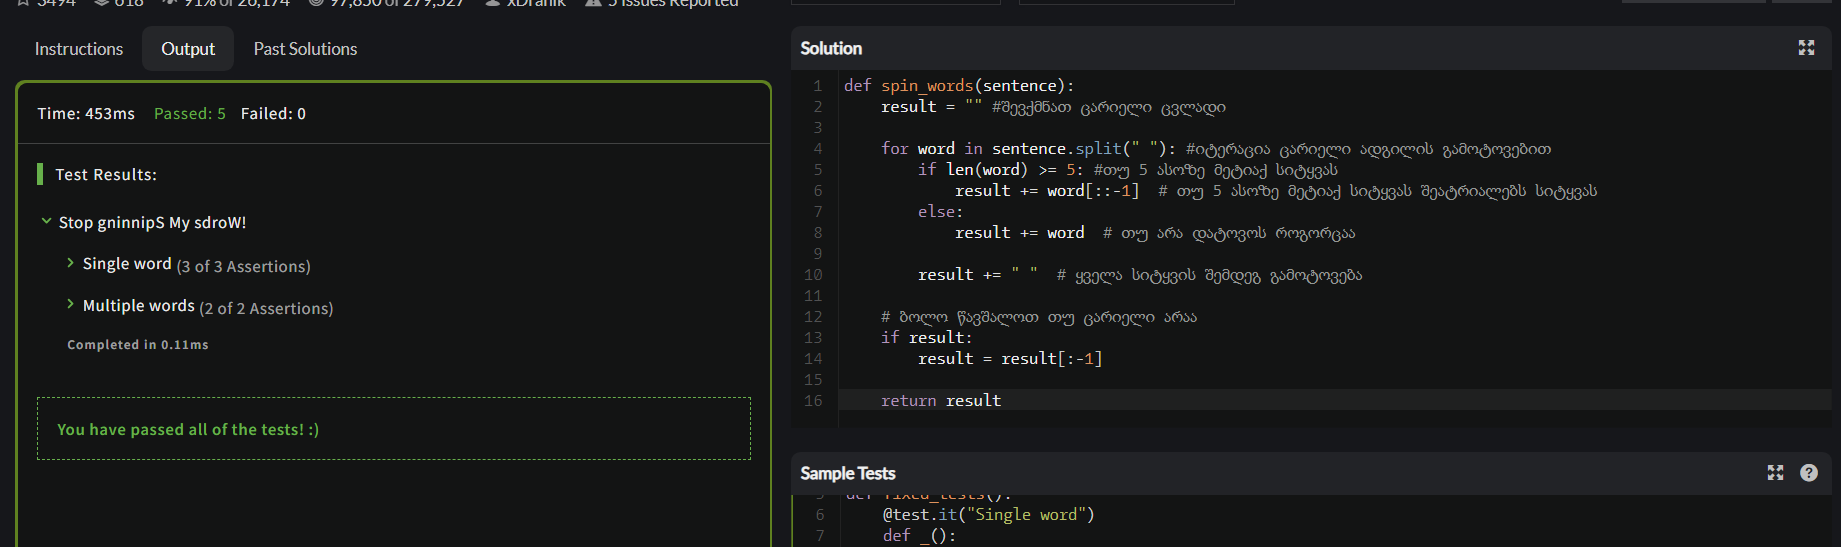 3494 618 91% of 26,174 97,850 of 279,527 xDranik 5 Issues Reported
Instructions Output Past Solutions
Time: 453ms Passed: 5 Failed: 0
Test Results:
Stop gninnipS My sdroW!
Single word (3 of 3 Assertions)
Multiple words (2 of 2 Assertions)
Completed in 0.11ms
You have passed all of the tests! :)
Solution
1 def spin_words(sentence):
2 result = "" #შევქმნათ ცარიელი ცვლადი
3
4 for word in sentence.split(" "): #იტერაცია ცარიელი ადგილის გამოტოვებით
5 if len(word) >= 5: #თუ 5 ასოზე მეტიაქ სიტყვას
6 result += word[::-1] # თუ 5 ასოზე მეტიაქ სიტყვას შეატრიალებს სიტყვას
7 else:
8 result += word # თუ არა დატოვოს როგორცაა
9
10 result += " " # ყველა სიტყვის შემდეგ გამოტოვება
11
12 # ბოლო წავშალოთ თუ ცარიელი არაა
13 if result:
14 result = result[:-1]
15
16 return result
Sample Tests
5 def fixed_tests():
6 @test.it("Single word")
7 def _():